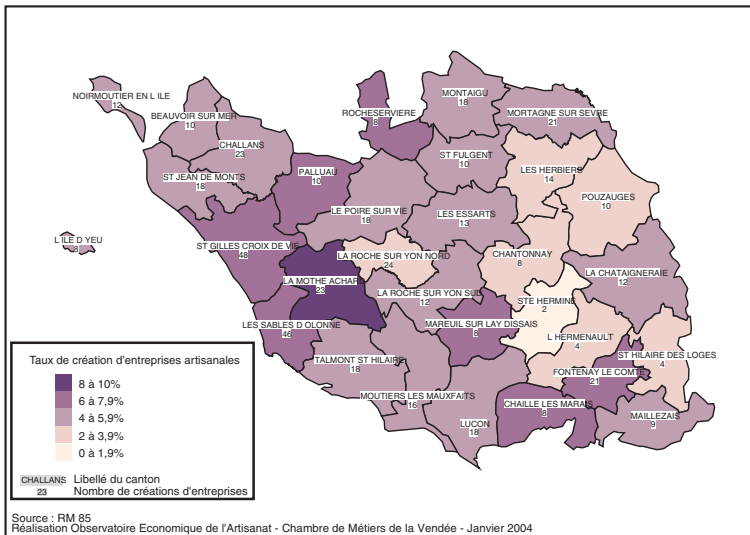 NOIRMOUTIER EN L ILE
12
BEAUVOIR SUR MER
10
CHALLANS
23
ST JEAN DE MONTS
18
L ILE D YEU
ROCHESERVIERE
8
MONTAIGU
18
MORTAGNE SUR SEVRE
21
PALLUAU
10
ST FULGENT
10
LES HERBIERS
14
POUZAUGES
10
LE POIRE SUR VIE
18
LES ESSARTS
13
ST GILLES CROIX DE VIE
48
LA ROCHE SUR YON NORD
24
CHANTONNAY
8
LA CHATAIGNERAIE
12
LA MOTHE ACHARD
23
LA ROCHE SUR YON SUD
12
STE HERMINE
2
LES SABLES D OLONNE
46
MAREUIL SUR LAY DISSAIS
8
L HERMENAULT
4
ST HILAIRE DES LOGES
4
TALMONT ST HILAIRE
18
FONTENAY LE COMTE
21
MOUTIERS LES MAUXFAITS
16
CHAILLE LES MARAIS
8
LUCON
18
MAILLEZAIS
9
Taux de création d'entreprises artisanales
8 à 10%
6 à 7,9%
4 à 5,9%
2 à 3,9%
0 à 1,9%
CHALLANS Libellé du canton
23 Nombre de créations d'entreprises
Source : RM 85
Réalisation Observatoire Economique de l'Artisanat - Chambre de Métiers de la Vendée - Janvier 2004